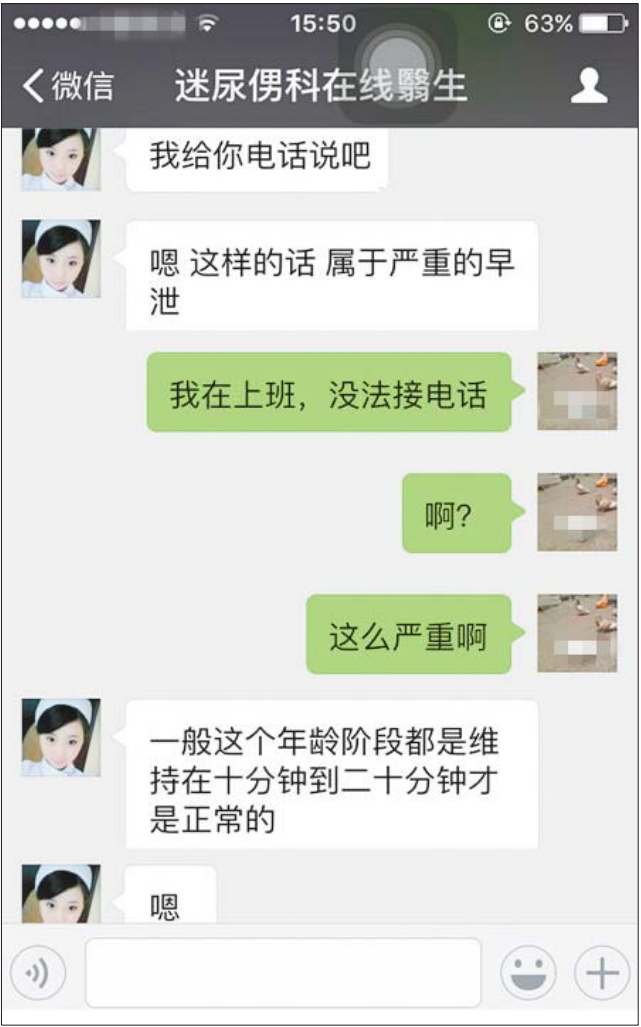 15:50
63%
微信
迷尿侽科在线翳生
我给你电话说吧
嗯 这样的话 属于严重的早
泄
我在上班，没法接电话
啊?
这么严重啊
一般这个年龄阶段都是维
持在十分钟到二十分钟才
是正常的
嗯